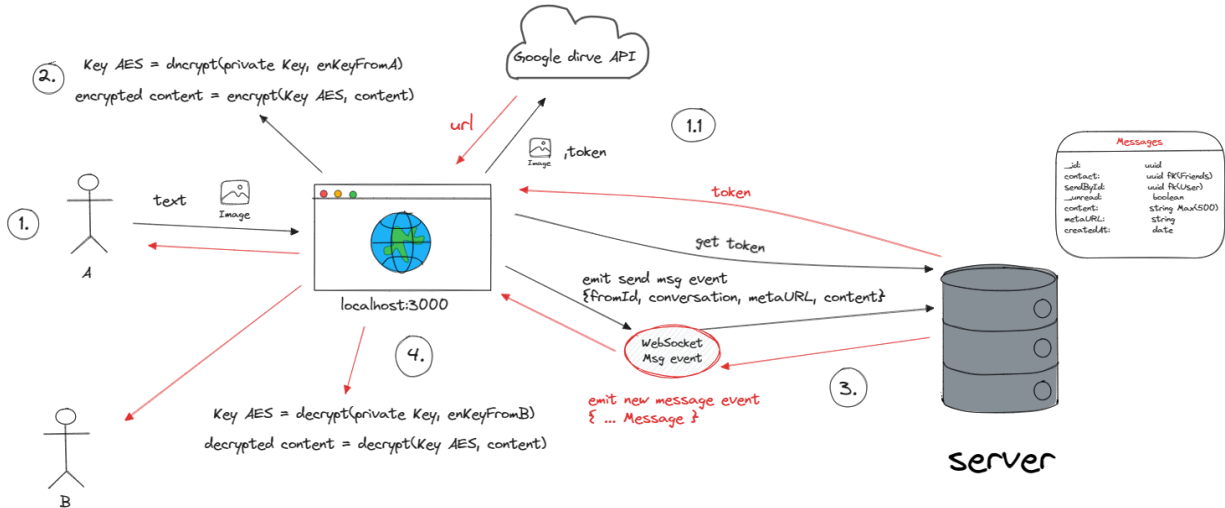 Google dirve API
2.
Key AES = dncrypt(private Key, enKeyFromA)
encrypted content = encrypt(Key AES, content)
url
1.1
Image
,token
Messages
_id: uuid
contact: uuid fK(Friends)
sendById: uuid fk(User)
_unread: boolean
content: string Max(500)
metaURL: string
createdAt: date
1.
text
Image
token
A
get token
localhost:3000
emit send msg event
{fromId, conversation, metaURL, content}
WebSocket
Msg event
4.
3.
emit new message event
{ ... Message }
Key AES = decrypt(private Key, enKeyFromB)
decrypted content = decrypt(Key AES, content)
server
B